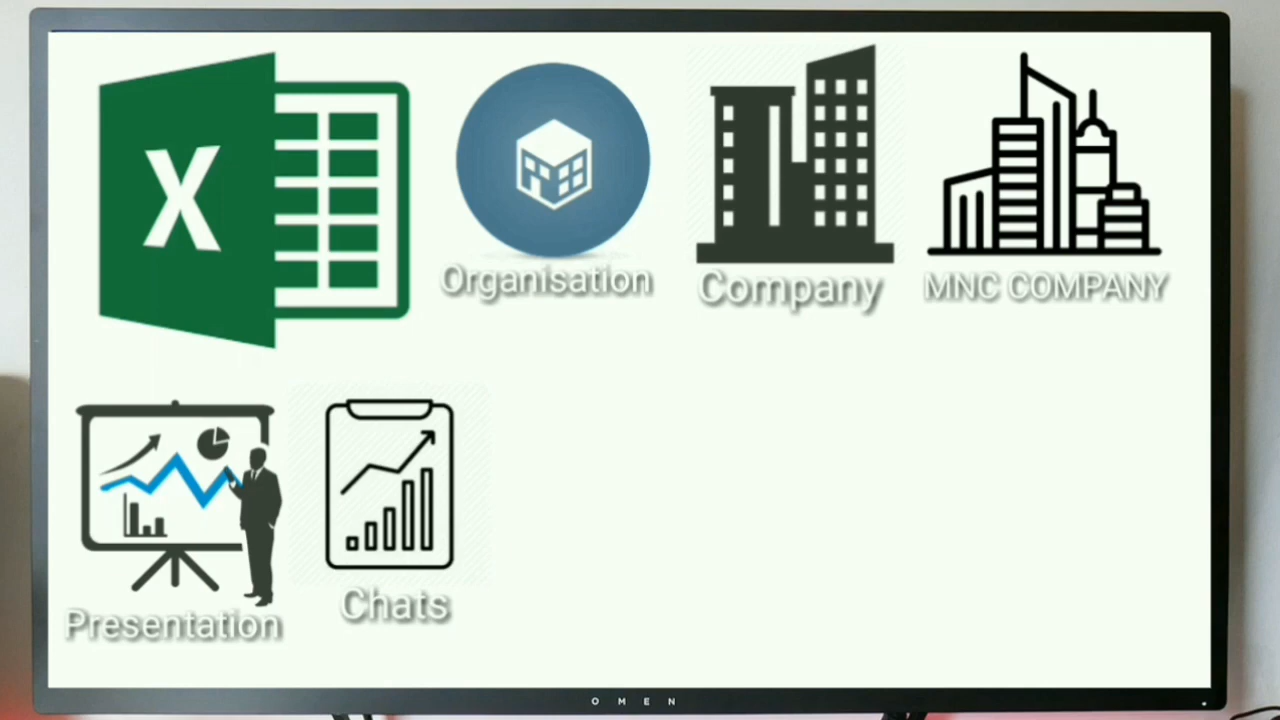 X
Organisation
Company
MNC COMPANY
Presentation
Chats
OMEN